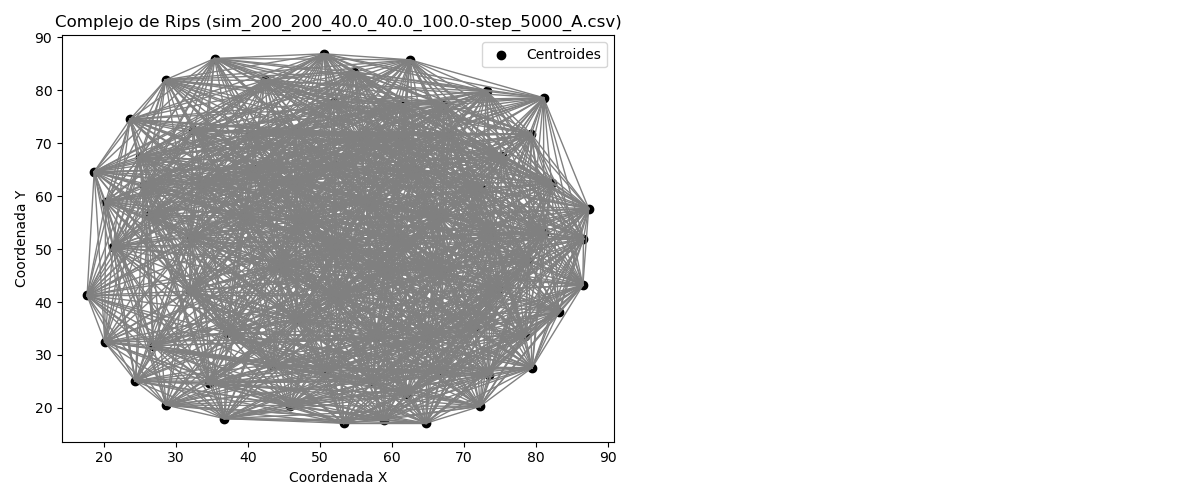 Complejo de Rips (sim_200_200_40.0_40.0_100.0-step_5000_A.csv)
90
80
70
60
50
40
30
20
Coordenada Y
Centroides
20 30 40 50 60 70 80 90
Coordenada X